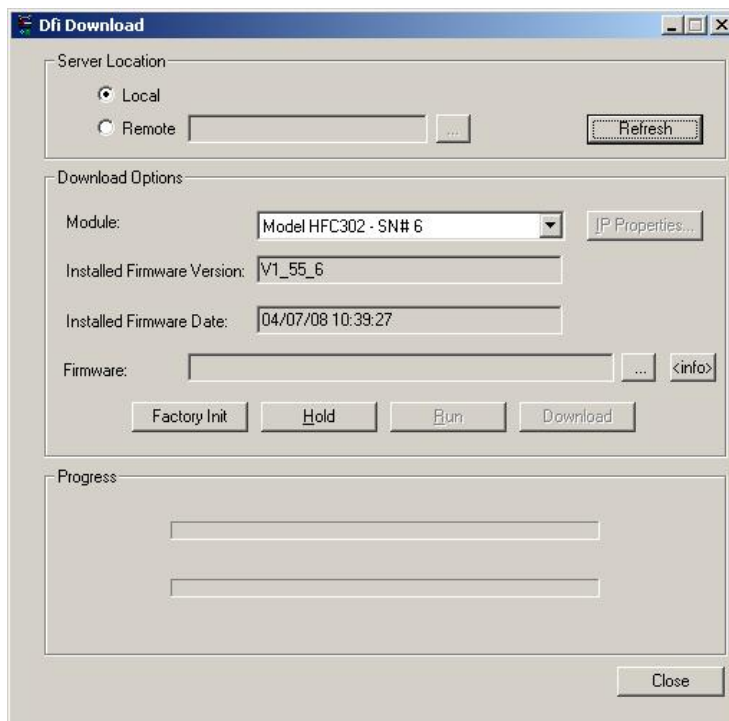 Dfi Download
Server Location
Local
Remote ... Refresh
Download Options
Module: Model HFC302 - SN# 6 IP Properties...
Installed Firmware Version: V1_55_6
Installed Firmware Date: 04/07/08 10:39:27
Firmware: ... <info>
Factory Init Hold Run Download
Progress
Close